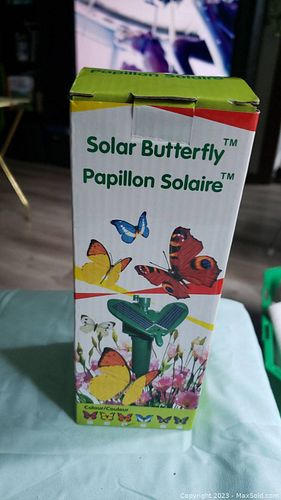 Papillon Solaire
Solar Butterfly™
Papillon Solaire™
Colour/Couleur
Copyright 2023 - MaxSold.com